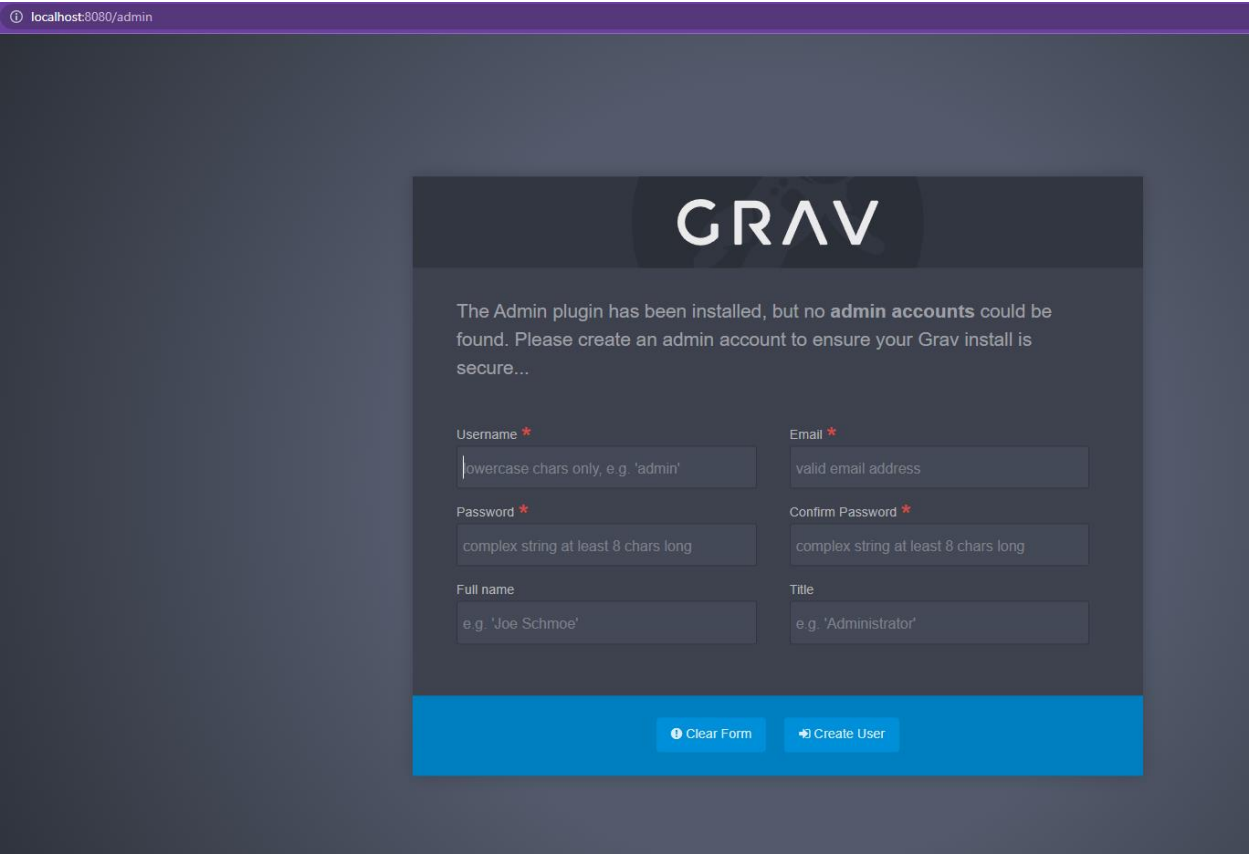 localhost:8080/admin
GRAV
The Admin plugin has been installed, but no admin accounts could be
found. Please create an admin account to ensure your Grav install is
secure...
Username * Email *
lowercase chars only, e.g. 'admin' valid email address
Password * Confirm Password *
complex string at least 8 chars long complex string at least 8 chars long
Full name Title
e.g. 'Joe Schmoe' e.g. 'Administrator'
Clear Form Create User